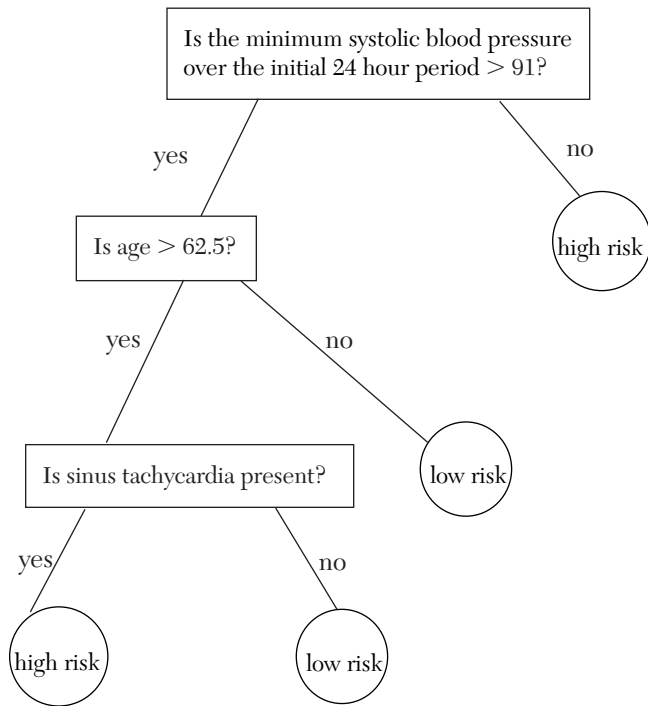 Is the minimum systolic blood pressure
over the initial 24 hour period > 91?
yes
no
Is age > 62.5?
high risk
yes
no
Is sinus tachycardia present?
low risk
yes
no
high risk
low risk